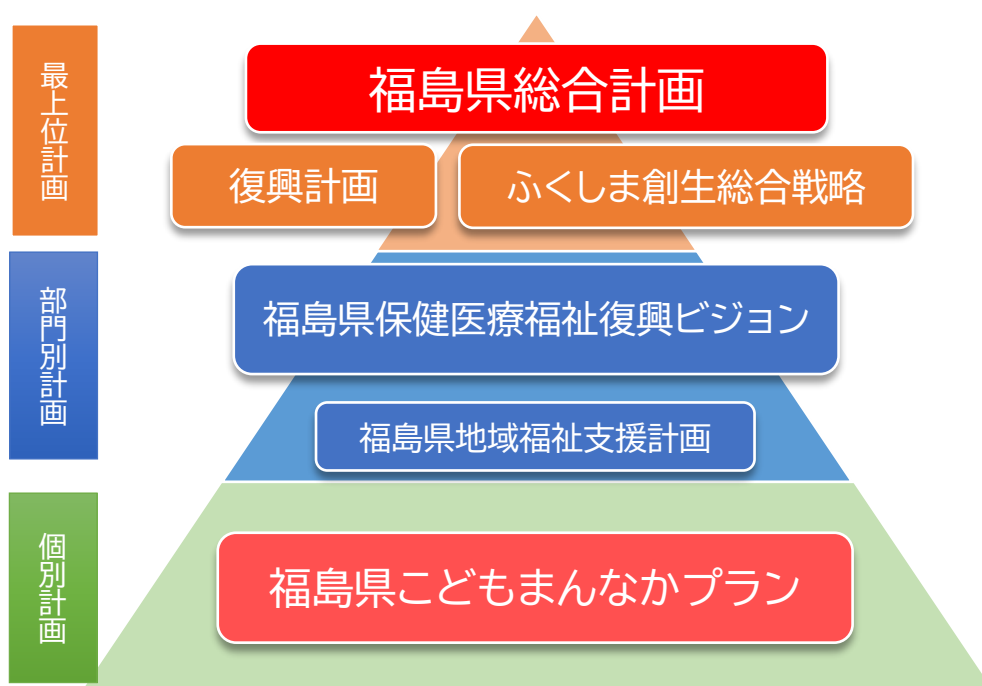 最上位計画
福島県総合計画
復興計画
ふくしま創生総合戦略
部門別計画
福島県保健医療福祉復興ビジョン
福島県地域福祉支援計画
個別計画
福島県こどもまんなかプラン